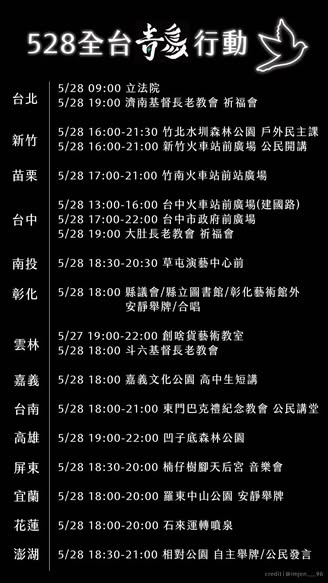 528全台青鳥行動
台北
5/28 09:00 立法院
5/28 19:00 濟南基督長老教會 祈福會
新竹
5/28 16:00-21:30 竹北水圳森林公園 戶外民主課
5/28 16:00-21:00 新竹火車站前廣場 公民開講
苗栗
5/28 17:00-21:00 竹南火車站前站廣場
台中
5/28 13:00-16:00 台中火車站前廣場(建國路)
5/28 17:00-22:00 台中市政府前廣場
5/28 19:00 大肚長老教會 祈福會
南投
5/28 18:30-20:30 草屯演藝中心前
彰化
5/28 18:00 縣議會/縣立圖書館/彰化藝術館外
安靜舉牌/合唱
雲林
5/27 19:00-22:00 創啥貨藝術教室
5/28 18:00 斗六基督長老教會
嘉義
5/28 18:00 嘉義文化公園 高中生短講
台南
5/28 18:00-21:00 東門巴克禮紀念教會 公民講堂
高雄
5/28 19:00-22:00 凹子底森林公園
屏東
5/28 18:30-20:00 楠仔樹腳天后宮 音樂會
宜蘭
5/28 18:00-20:00 羅東中山公園 安靜舉牌
花蓮
5/28 18:00-20:00 石來運轉噴泉
澎湖
5/28 18:30-21:00 相對公園 自主舉牌/公民發言